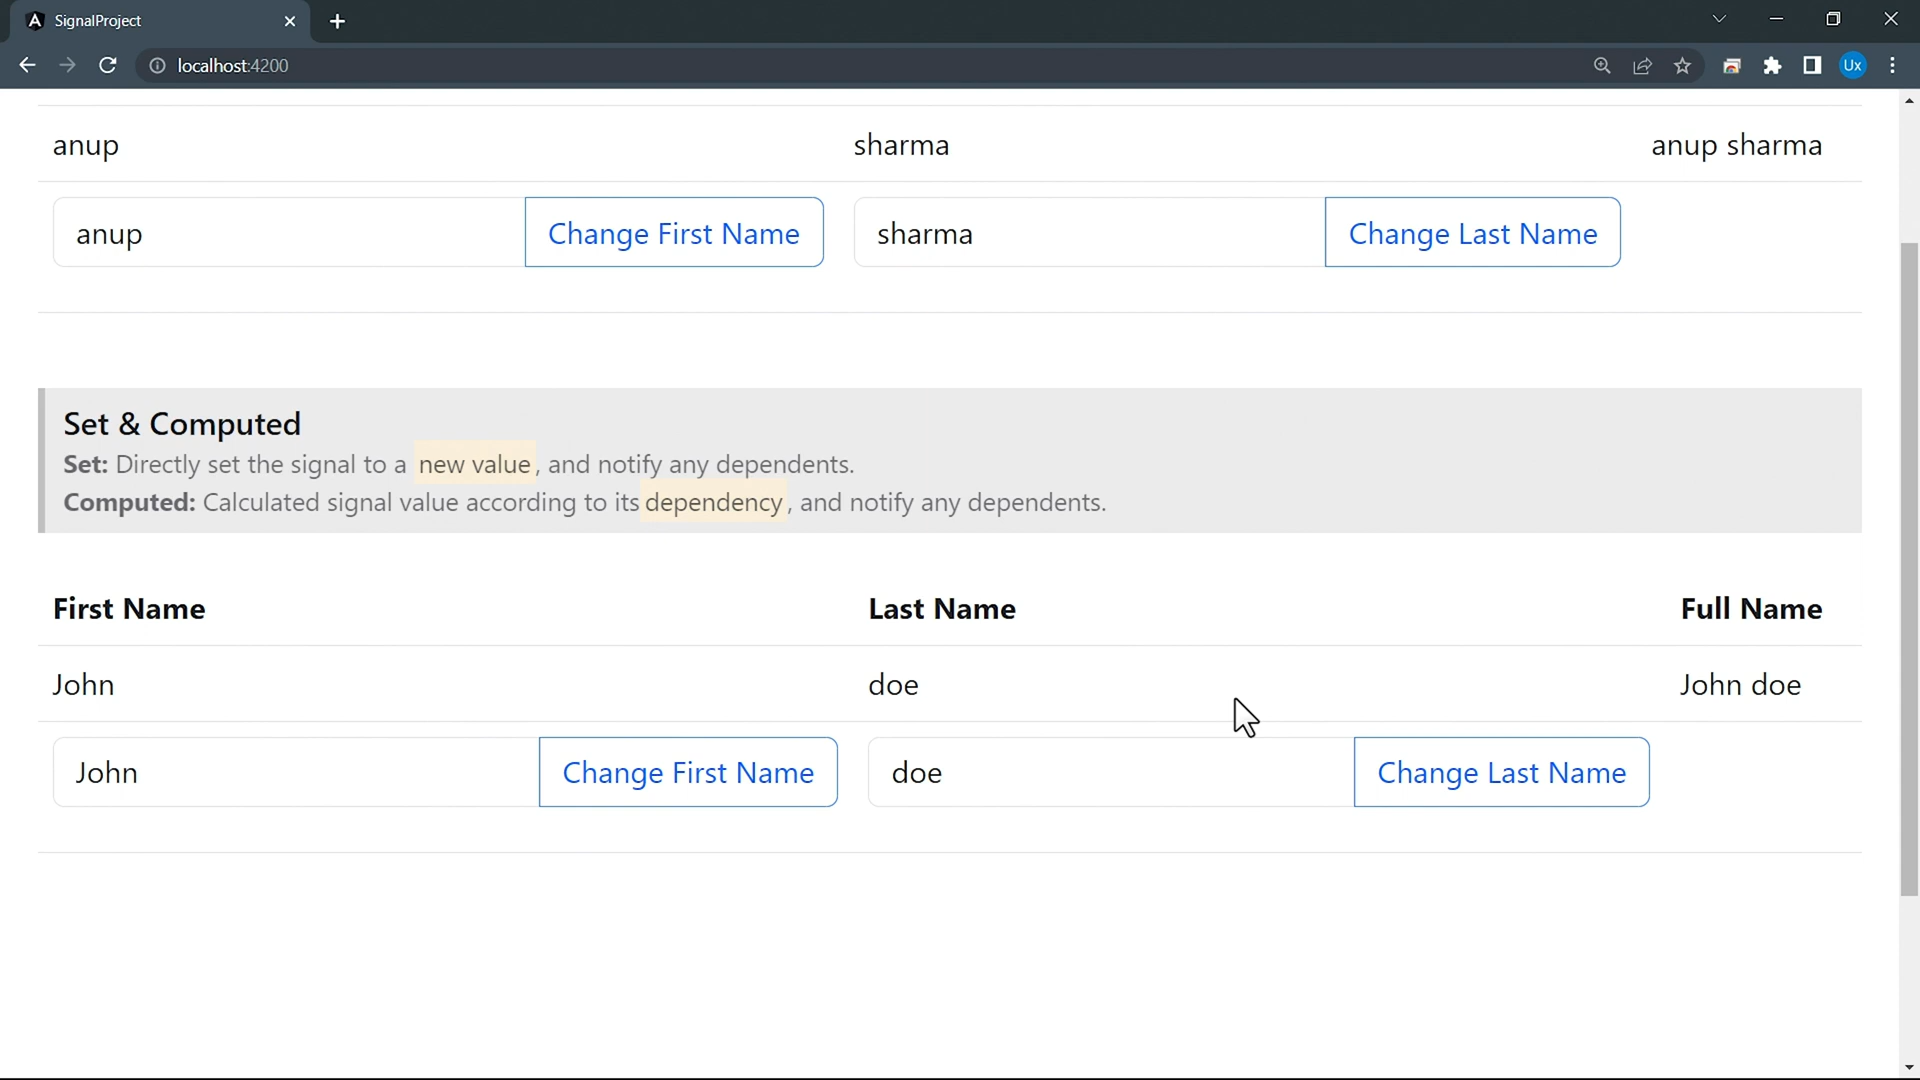 SignalProject
localhost:4200
Ux
anup sharma anup sharma
anup Change First Name sharma Change Last Name
Set & Computed
Set: Directly set the signal to a new value, and notify any dependents.
Computed: Calculated signal value according to its dependency, and notify any dependents.
First Name Last Name Full Name
John doe John doe
John Change First Name doe Change Last Name